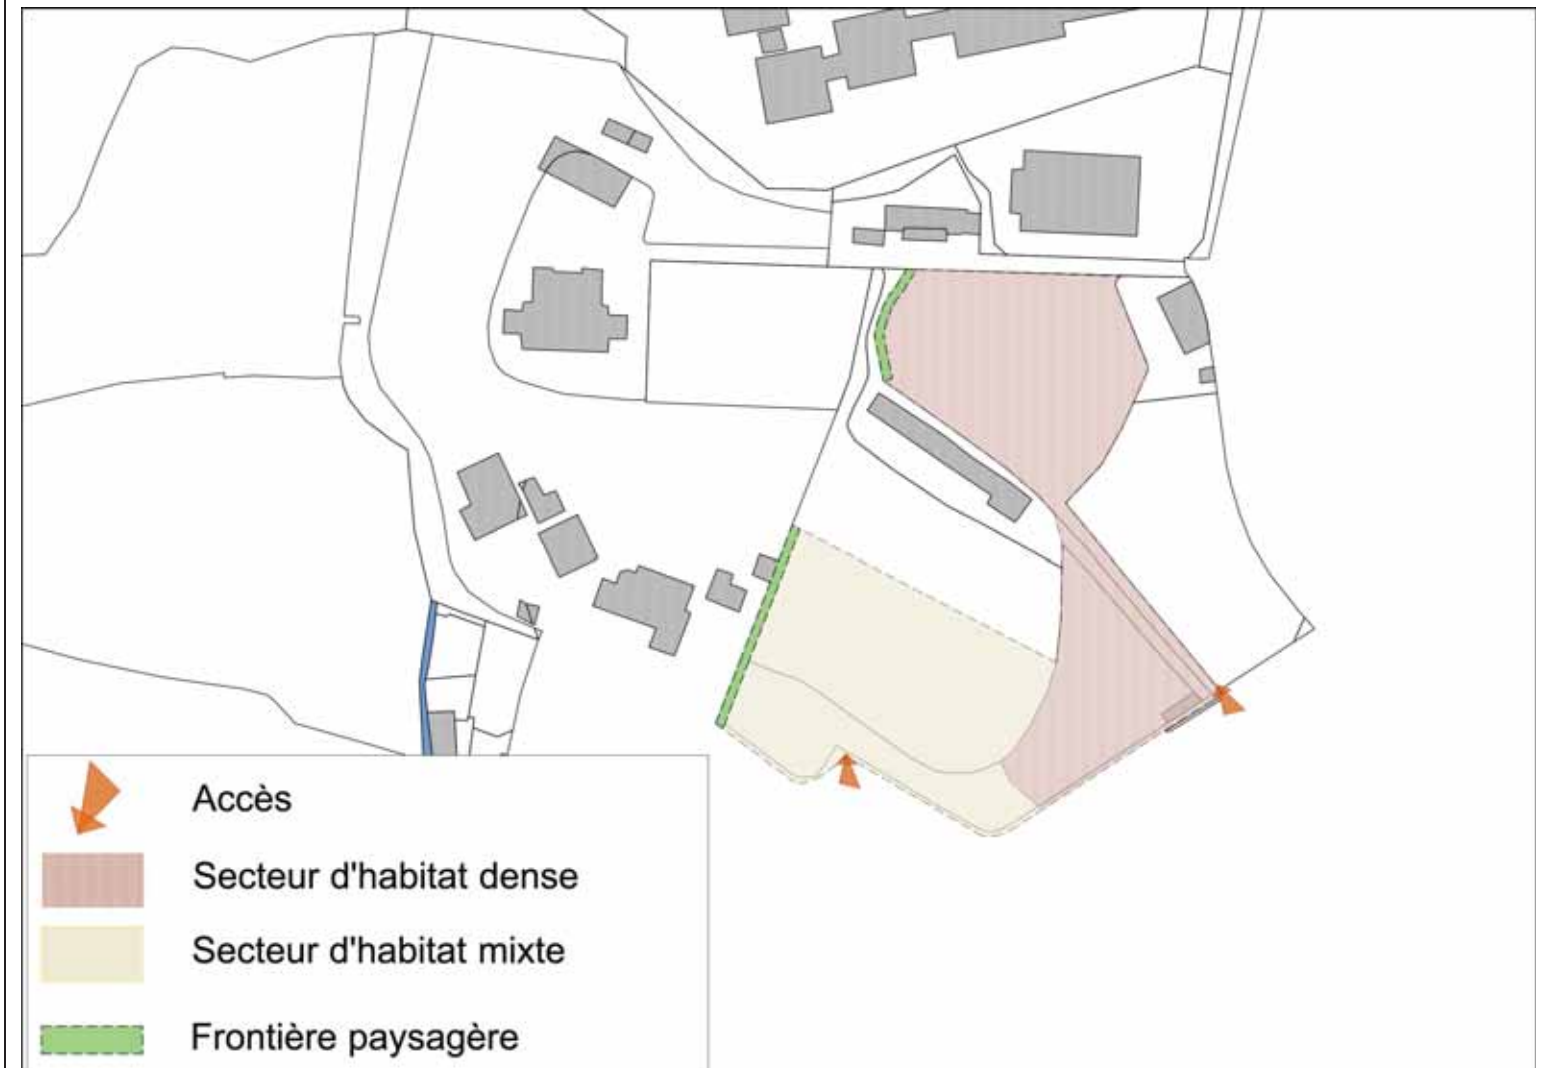 Accès
Secteur d'habitat dense
Secteur d'habitat mixte
Frontière paysagère